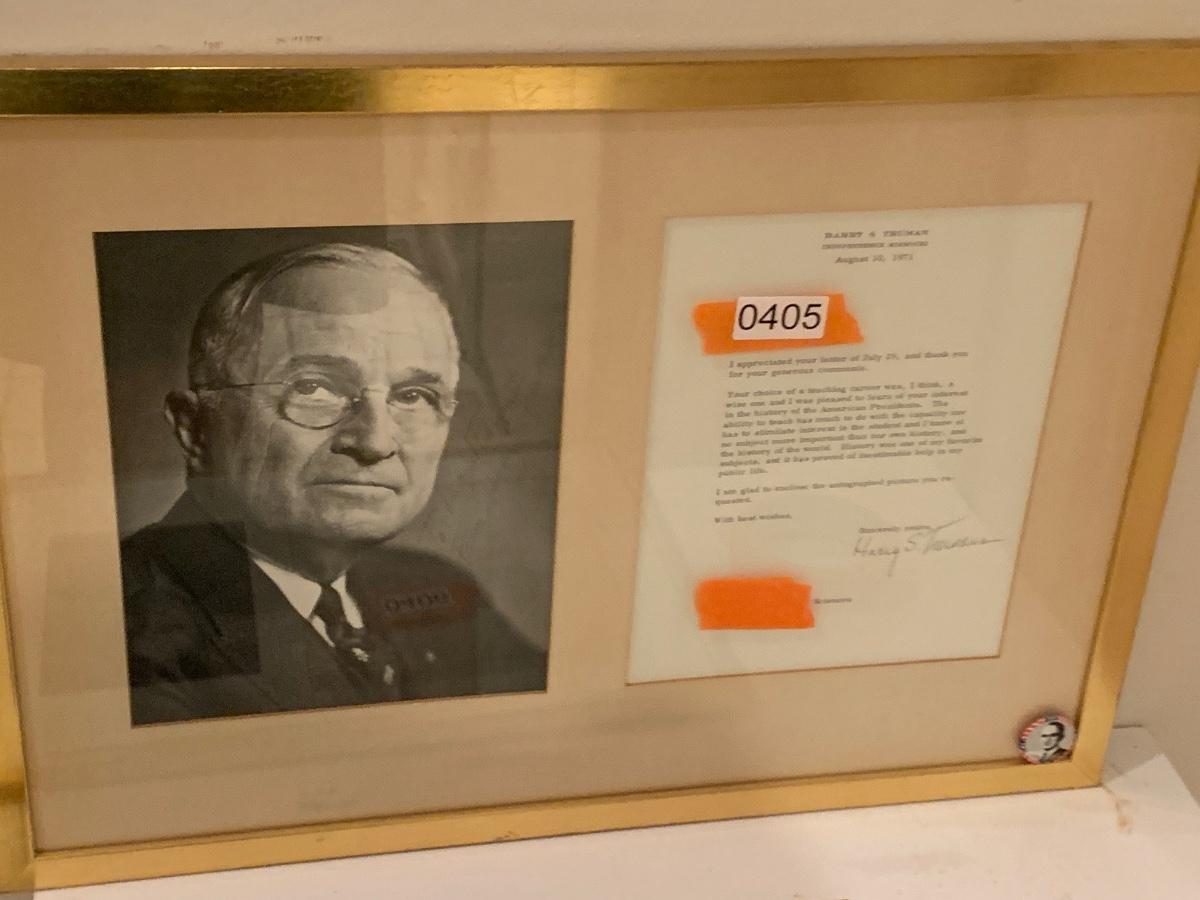 HARRY S TRUMAN
INDEPENDENCE, MISSOURI
August 10, 1971
0405
I appreciated your letter of July 29, and thank you
for your generous comments.
Your choice of a teaching career was, I think, a
wise one and I was pleased to learn of your interest
in the history of the American Presidents. The
ability to teach has much to do with the capacity one
has to stimulate interest in the student and I know of
no subject more important than our own history, and
the history of the world. History was one of my favorite
subjects, and it has proved of inestimable help in my
public life.
I am glad to enclose the autographed picture you re-
quested.
With best wishes,
Sincerely yours,
Harry S. Truman